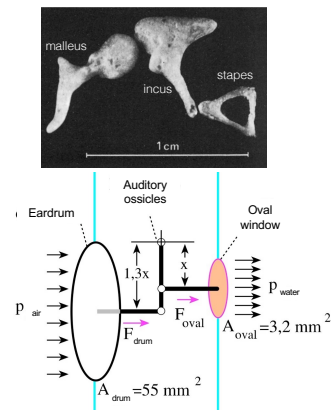 malleus
incus
stapes
1cm
Auditory
ossicles
Eardrum
Oval
window
1,3x
x
p air
F drum
F oval
p water
A oval =3,2 mm 2
A drum =55 mm 2